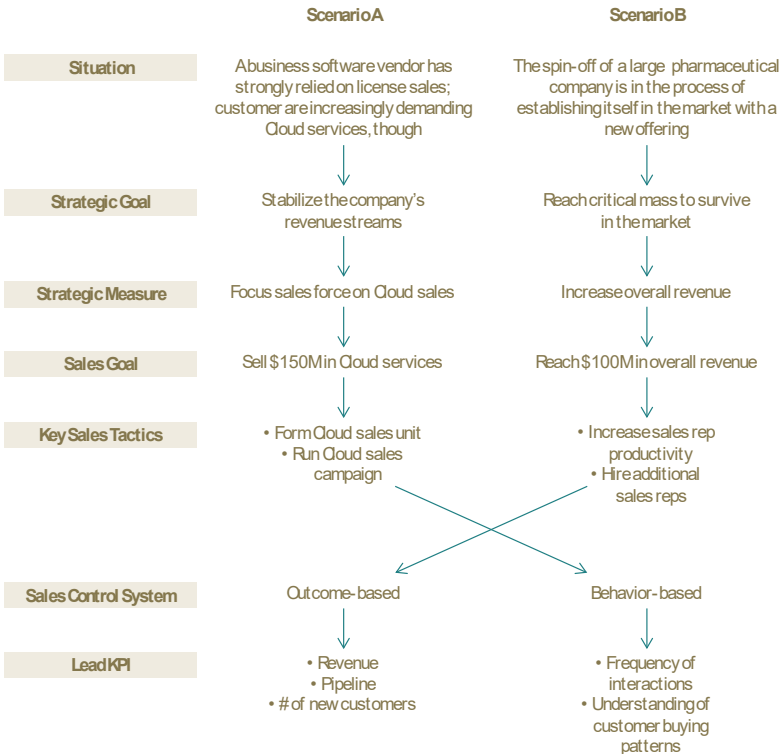 Scenario A
Scenario B
Situation
A business software vendor has
strongly relied on license sales;
customer are increasingly demanding
Cloud services, though
The spin-off of a large pharmaceutical
company is in the process of
establishing itself in the market with a
new offering
Strategic Goal
Stabilize the company's
revenue streams
Reach critical mass to survive
in the market
Strategic Measure
Focus sales force on Cloud sales
Increase overall revenue
Sales Goal
Sell $150M in Cloud services
Reach $100M in overall revenue
Key Sales Tactics
• Form Cloud sales unit
• Run Cloud sales
campaign
• Increase sales rep
productivity
• Hire additional
sales reps
Sales Control System
Outcome-based
Behavior-based
Lead KPI
• Revenue
• Pipeline
• # of new customers
• Frequency of
interactions
• Understanding of
customer buying
patterns